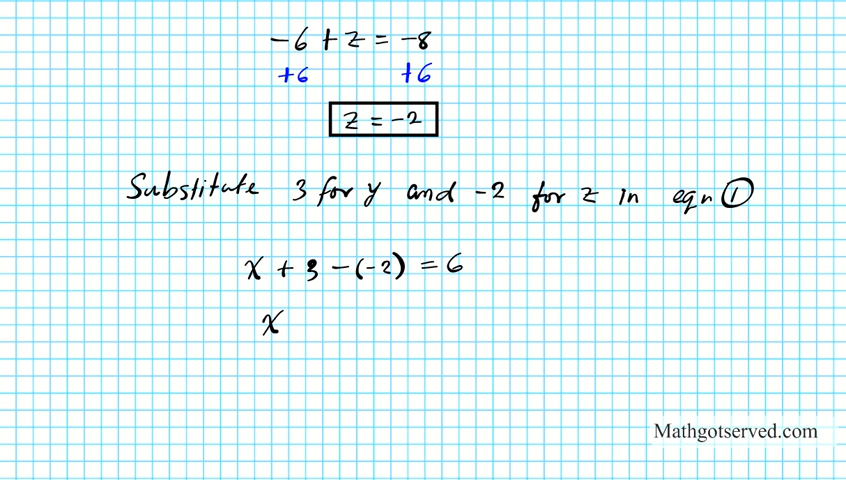 -6 + z = -8
+6 +6
z = -2
Substitute 3 for y and -2 for z in eqn ①
x + 3 - (-2) = 6
x
Mathgotserved.com